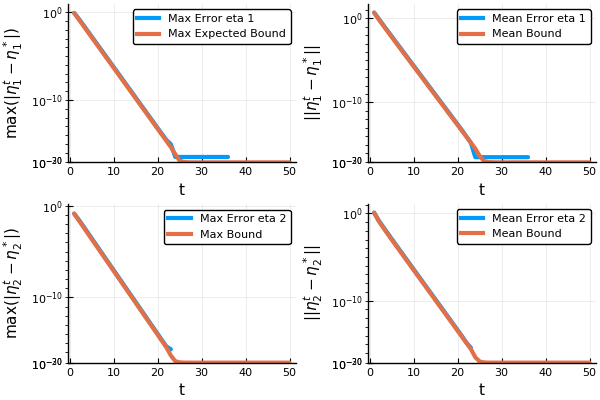 max(|η₁ᵗ − η₁*|)
10⁰
10⁻¹⁰
10⁻²⁰
Max Error eta 1
Max Expected Bound
0 10 20 30 40 50
t
||η₁ᵗ − η₁*||
10⁰
10⁻¹⁰
10⁻²⁰
Mean Error eta 1
Mean Bound
0 10 20 30 40 50
t
max(|η₂ᵗ − η₂*|)
10⁰
10⁻¹⁰
10⁻²⁰
Max Error eta 2
Max Bound
0 10 20 30 40 50
t
||η₂ᵗ − η₂*||
10⁰
10⁻¹⁰
10⁻²⁰
Mean Error eta 2
Mean Bound
0 10 20 30 40 50
t